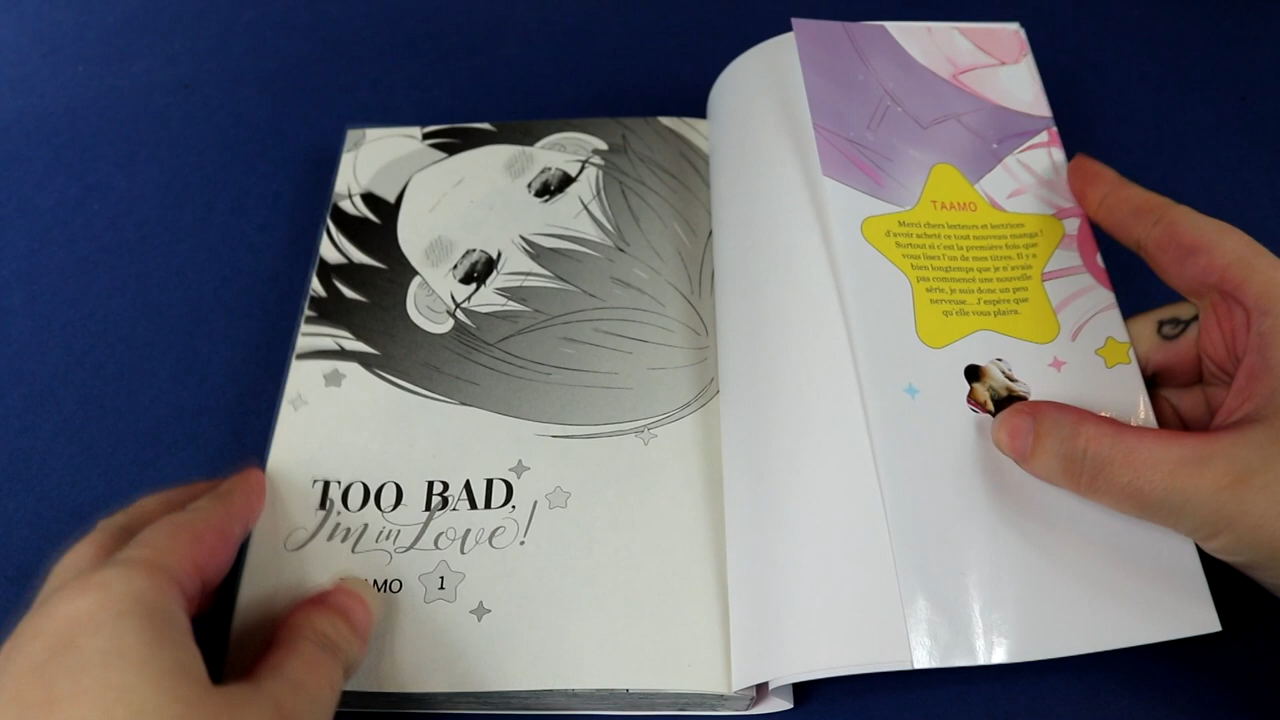 TOO BAD,
I'm in Love!
1
TAAMO
Merci chers lecteurs et lectrices
d'avoir acheté ce tout nouveau manga !
Surtout si c'est la première fois que
vous lisez l'un de mes titres. Il y a
bien longtemps que je n'avais
pas commencé une nouvelle
série, je suis donc un peu
nerveuse... J'espère que
qu'elle vous plaira.